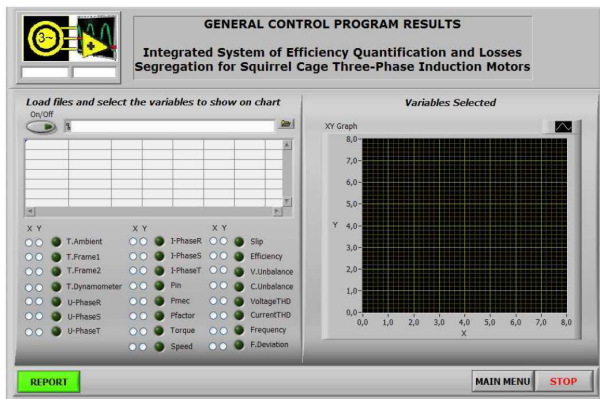 3~
GENERAL CONTROL PROGRAM RESULTS
Integrated System of Efficiency Quantification and Losses
Segregation for Squirrel Cage Three-Phase Induction Motors
Load files and select the variables to show on chart
On/Off
X Y
T.Ambient
T.Frame1
T.Frame2
T.Dynamometer
U-PhaseR
U-PhaseS
U-PhaseT
X Y
I-PhaseR
I-PhaseS
I-PhaseT
Pin
Pmec
Pfactor
Torque
Speed
X Y
Slip
Efficiency
V.Unbalance
C.Unbalance
VoltageTHD
CurrentTHD
Frequency
F.Deviation
Variables Selected
XY Graph
8,0
7,0
6,0
5,0
Y
4,0
3,0
2,0
1,0
0,0
0,0 1,0 2,0 3,0 4,0 5,0 6,0 7,0 8,0
X
REPORT
MAIN MENU
STOP